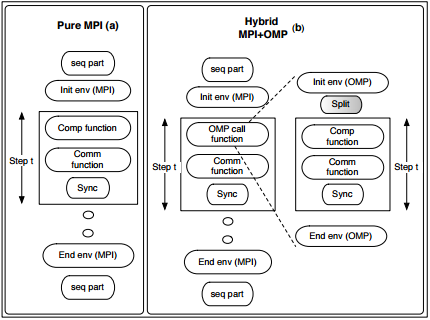 Pure MPI (a)
seq part
Init env (MPI)
Comp function
Comm
function
Sync
Step t
End env (MPI)
seq part
Hybrid
MPI+OMP (b)
seq part
Init env (MPI)
OMP call
function
Comm
function
Sync
Step t
End env (MPI)
seq part
Init env (OMP)
Split
Comp
function
Comm
function
Sync
Step t
End env (OMP)